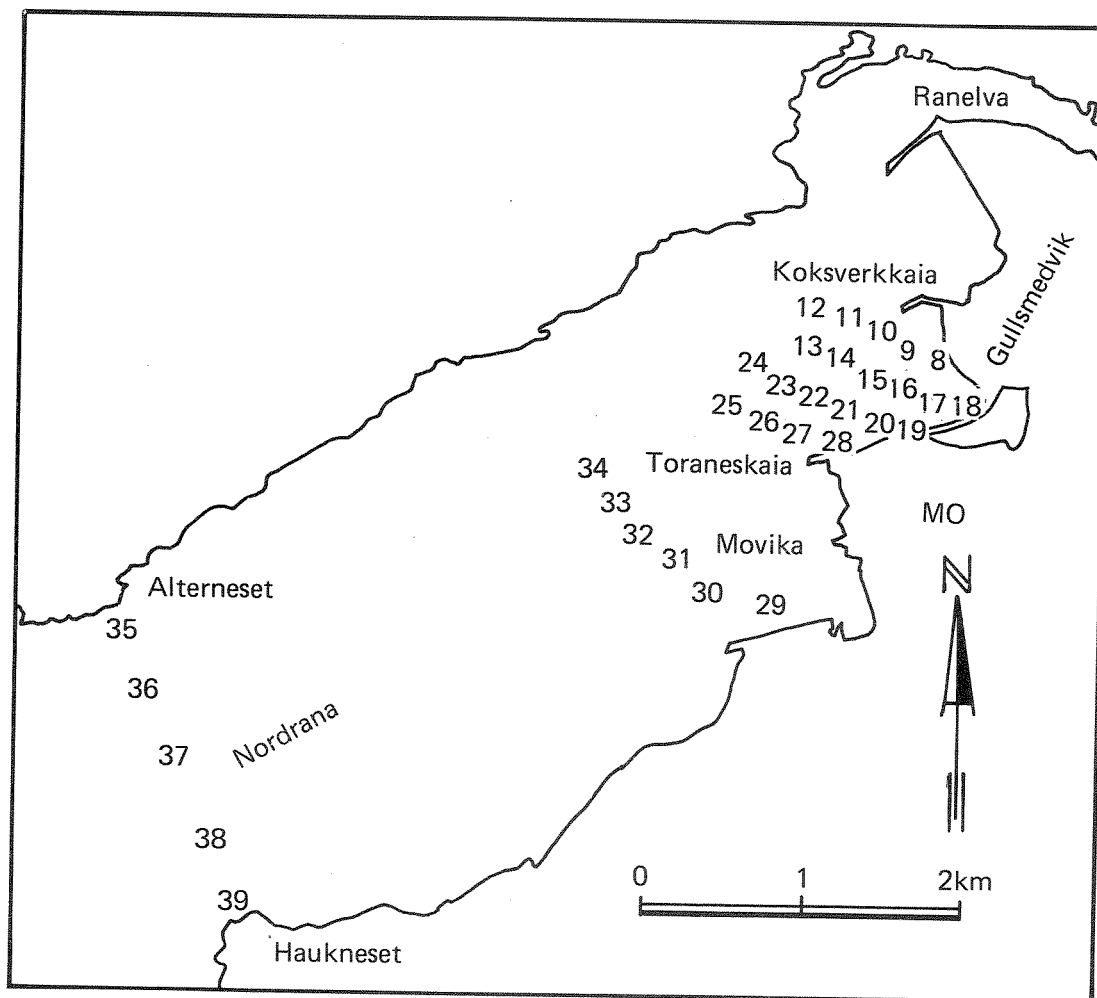 Ranelva
Gullsmedvik
Koksverkkaia
12 11 10 9 8
13 14 15 16 17 18
24 23 22 21 20 19
25 26 27 28
Toraneskaia
34
33
32
31
30
29
Movika
MO
N
Alterneset
35
36
37
38
39
Nordrana
Haukneset
0 1 2km